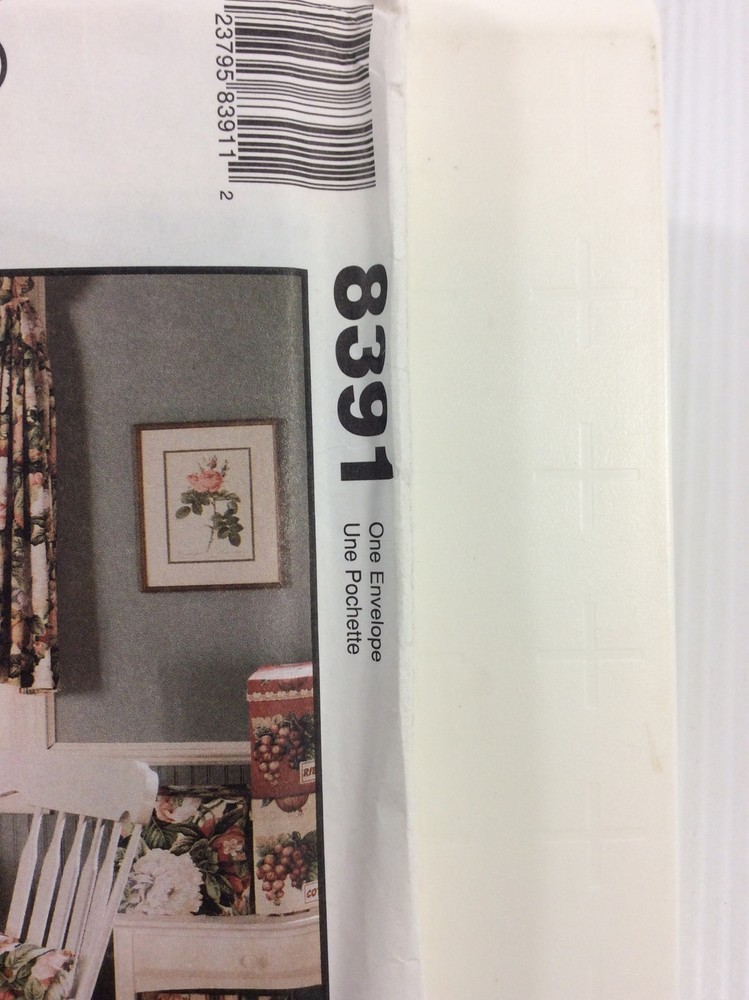 23795 83911 2
8391
One Envelope
Une Pochette